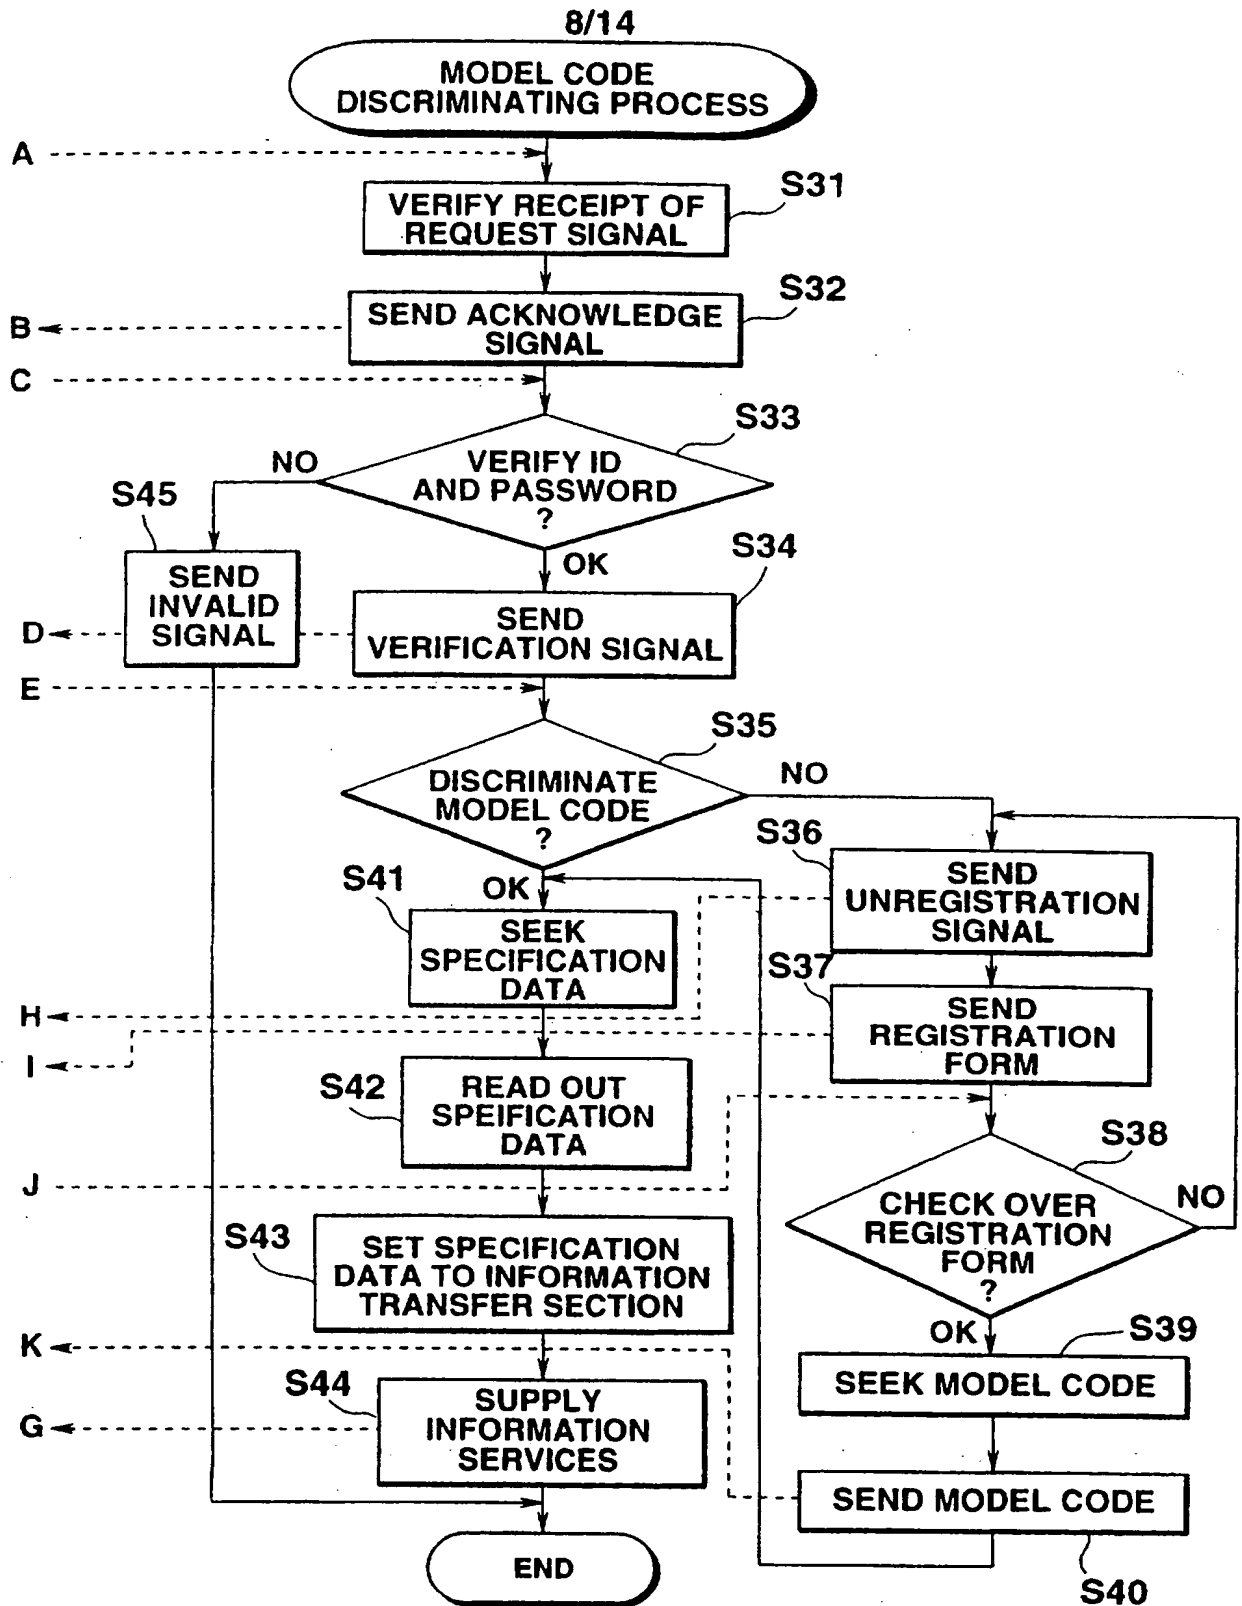 8/14
MODEL CODE
DISCRIMINATING PROCESS
A
S31
VERIFY RECEIPT OF
REQUEST SIGNAL
S32
SEND ACKNOWLEDGE
SIGNAL
B
C
S33
VERIFY ID
AND PASSWORD
?
NO
OK
S45
SEND
INVALID
SIGNAL
S34
SEND
VERIFICATION SIGNAL
D
E
S35
DISCRIMINATE
MODEL CODE
?
NO
OK
S36
SEND
UNREGISTRATION
SIGNAL
S41
SEEK
SPECIFICATION
DATA
S37
SEND
REGISTRATION
FORM
H
I
S42
READ OUT
SPEIFICATION
DATA
J
S38
CHECK OVER
REGISTRATION
FORM
?
NO
OK
S43
SET SPECIFICATION
DATA TO INFORMATION
TRANSFER SECTION
K
S39
SEEK MODEL CODE
S44
SUPPLY
INFORMATION
SERVICES
G
SEND MODEL CODE
S40
END